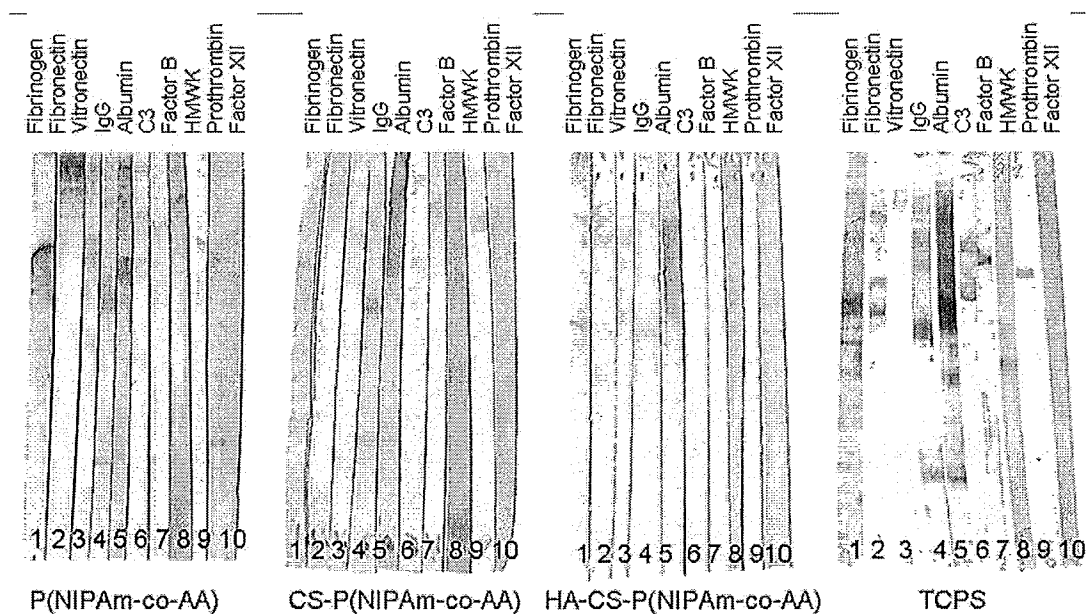 Fibrinogen
Fibronectin
Vitronectin
IgG
Albumin
C3
Factor B
HMWK
Prothrombin
Factor XII
Fibrinogen
Fibronectin
Vitronectin
IgG
Albumin
C3
Factor B
HMWK
Prothrombin
Factor XII
Fibrinogen
Fibronectin
Vitronectin
IgG
Albumin
C3
Factor B
HMWK
Prothrombin
Factor XII
Fibrinogen
Fibronectin
Vitronectin
IgG
Albumin
C3
Factor B
HMWK
Prothrombin
Factor XII
1 2 3 4 5 6 7 8 9 10
1 2 3 4 5 6 7 8 9 10
1 2 3 4 5 6 7 8 9 10
1 2 3 4 5 6 7 8 9 10
P(NIPAm-co-AA)
CS-P(NIPAm-co-AA)
HA-CS-P(NIPAm-co-AA)
TCPS